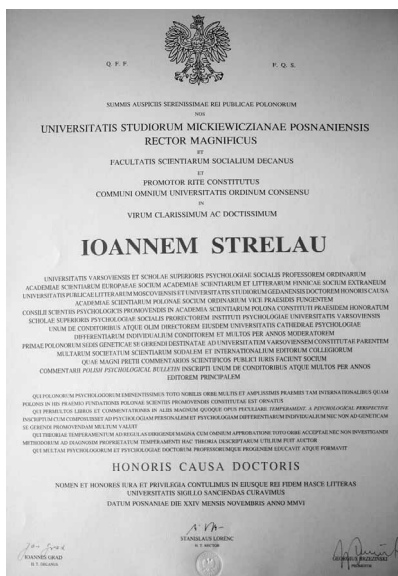 Q. F. F.
F. Q. S.
SUMMIS AUSPICIIS SERENISSIMAE REI PUBLICAE POLONORUM
NOS
UNIVERSITATIS STUDIORUM MICKIEWICZIANAE POSNANIENSIS
RECTOR MAGNIFICUS
ET
FACULTATIS SCIENTIARUM SOCIALIUM DECANUS
ET
PROMOTOR RITE CONSTITUTUS
COMMUNI OMNIUM UNIVERSITATIS ORDINUM CONSENSU
IN
VIRUM CLARISSIMUM AC DOCTISSIMUM
IOANNEM STRELAU
UNIVERSITATIS VARSOVIENSIS ET SCHOLAE SUPERIORIS PSYCHOLOGIAE SOCIALIS PROFESSOREM ORDINARIUM
ACADEMIAE SCIENTIARUM EUROPAEAE SOCIUM ACADEMIAE SCIENTIARUM ET LITTERARUM FINNICAE SOCIUM EXTRANEUM
UNIVERSITATIS PUBLICAE LITTERARUM MOSCOVIENSIS ET UNIVERSITATIS STUDIORUM GEDANENSIS DOCTOREM HONORIS CAUSA
ACADEMIAE SCIENTIARUM POLONAE SOCIUM ORDINARIUM VICE PRAESIDIS FUNGENTEM
CONSILII SCIENTIIS PSYCHOLOGICIS PROMOVENDIS IN ACADEMIA SCIENTIARUM POLONA CONSTITUTI PRAESIDEM HONORATUM
SCHOLAE SUPERIORIS PSYCHOLOGIAE SOCIALIS PRORECTOREM INSTITUTI PSYCHOLOGIAE UNIVERSITATIS VARSOVIENSIS
UNUM DE CONDITORIBUS ATQUE OLIM DIRECTOREM EIUSDEM UNIVERSITATIS CATHEDRAE PSYCHOLOGIAE
DIFFERENTIARUM INDIVIDUALIUM CONDITOREM ET MULTOS PER ANNOS MODERATOREM
PRIMAE POLONORUM SEDIS GENETICAE SE GERENDI DESTINATAE AD UNIVERSITATEM VARSOVIENSEM CONSTITUTAE PARENTEM
MULTARUM SOCIETATUM SCIENTIARUM SODALEM ET INTERNATIONALIUM EDITORUM COLLEGIORUM
QUAE MAGNI PRETII COMMENTARIOS SCIENTIFICOS PUBLICI IURIS FACIUNT SOCIUM
COMMENTARII POLISH PSYCHOLOGICAL BULLETIN INSCRIPTI UNUM DE CONDITORIBUS ATQUE MULTOS PER ANNOS
EDITOREM PRINCIPALEM
QUI POLONORUM PSYCHOLOGORUM EMINENTISSIMUS TOTO NOBILIS ORBE MULTIS ET AMPLISSIMIS PRAEMIIS TAM INTERNATIONALIBUS QUAM
POLONIS IN HIS PRAEMIO FUNDATIONIS POLONAE SCIENTIIS PROMOVENDIS CONSTITUTAE EST ORNATUS
QUI PERMULTOS LIBROS ET COMMENTATIONES IN ALIIS MAGNUM QUOQUE OPUS PECULIARE TEMPERAMENT. A PSYCHOLOGICAL PERSPECTIVE
INSCRIPTUM CUM COMPOSUISSET AD PSYCHOLOGIAM PERSONALEM ET PSYCHOLOGIAM DIFFERENTIARUM INDIVIDUALIUM NEC NON AD GENETICAM
SE GERENDI PROMOVENDAM MULTUM VALUIT
QUI THEORIAE TEMPERAMENTUM AD REGULAS DIRIGENDI MAGNA CUM OMNIUM APPROBATIONE TOTO ORBE ACCEPTAE NEC NON INVESTIGANDI
METHODORUM AD DIAGNOSIM PROPRIETATUM TEMPERAMENTI HAC THEORIA DESCRIPTARUM UTILIUM FUIT AUCTOR
QUI MULTAM PSYCHOLOGORUM ET PSYCHOLOGIAE DOCTORUM PROFESSORUMQUE PROGENIEM EDUCAVIT ATQUE FORMAVIT
HONORIS CAUSA DOCTORIS
NOMEN ET HONORES IURA ET PRIVILEGIA CONTULIMUS IN EIUSQUE REI FIDEM HASCE LITTERAS
UNIVERSITATIS SIGILLO SANCIENDAS CURAVIMUS
DATUM POSNANIAE DIE XXIV MENSIS NOVEMBRIS ANNO MMVI
STANISLAUS LORENC
H. T. RECTOR
IOANNES GRAD
H. T. DECANUS
GEORGIUS BRZEZIŃSKI
PROMOTOR